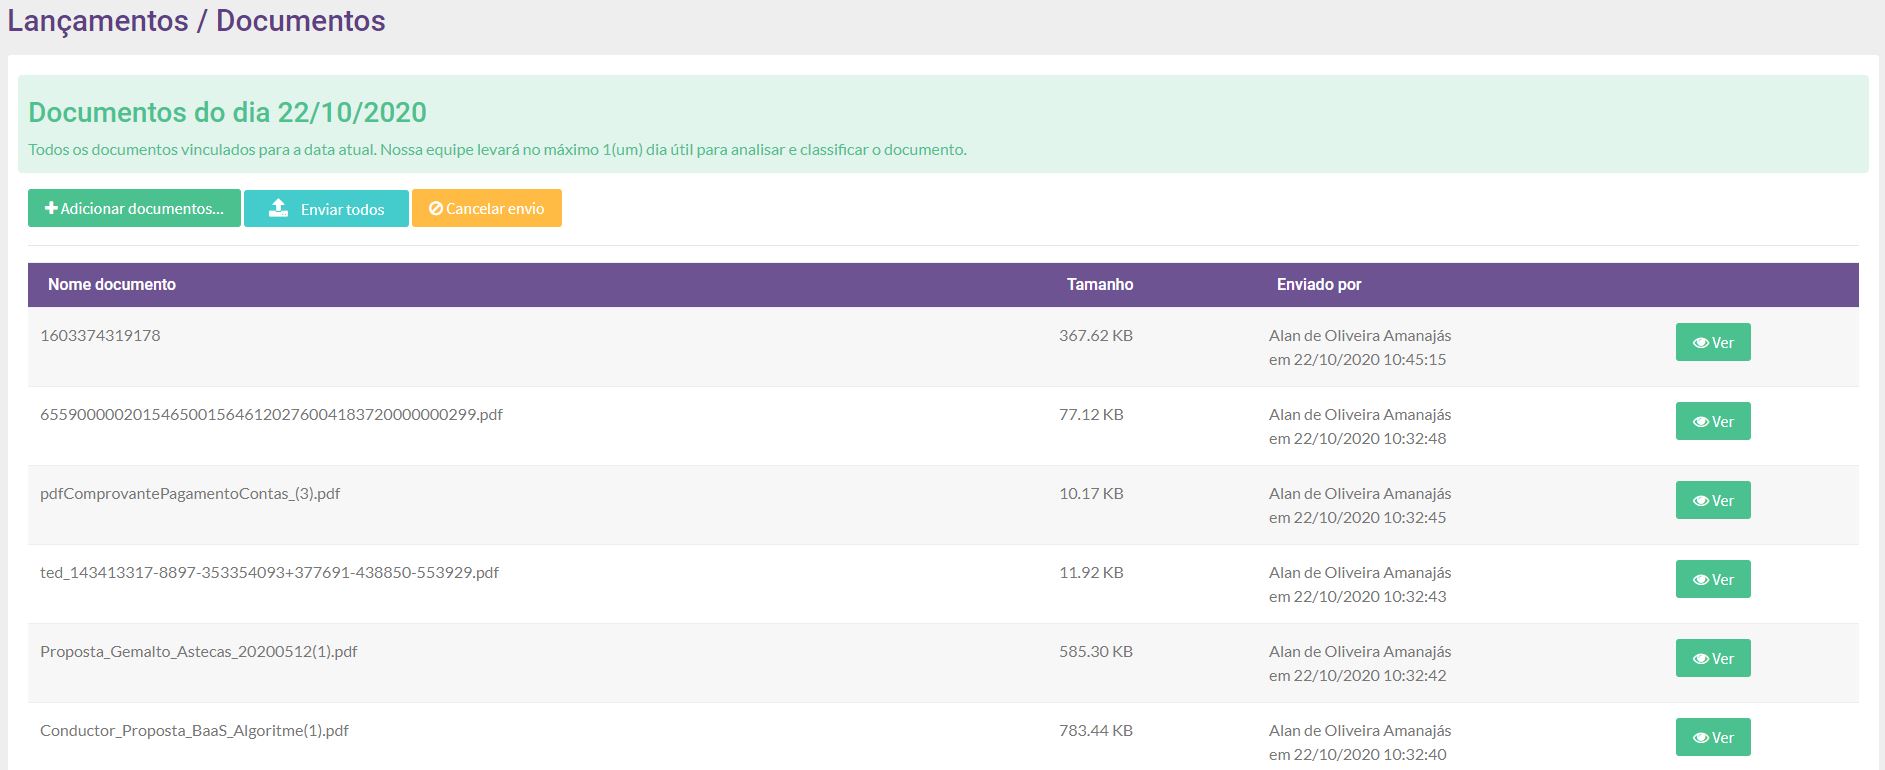 Lançamentos / Documentos
Documentos do dia 22/10/2020
Todos os documentos vinculados para a data atual. Nossa equipe levará no máximo 1(um) dia útil para analisar e classificar o documento.
Adicionar documentos... Enviar todos Cancelar envio
Nome documento Tamanho Enviado por
1603374319178 367.62 KB Alan de Oliveira Amanajás
em 22/10/2020 10:45:15 Ver
65590000020154650015646120276004183720000000299.pdf 77.12 KB Alan de Oliveira Amanajás
em 22/10/2020 10:32:48 Ver
pdfComprovantePagamentoContas_(3).pdf 10.17 KB Alan de Oliveira Amanajás
em 22/10/2020 10:32:45 Ver
ted_143413317-8897-353354093+377691-438850-553929.pdf 11.92 KB Alan de Oliveira Amanajás
em 22/10/2020 10:32:43 Ver
Proposta_Gemalto_Astecas_20200512(1).pdf 585.30 KB Alan de Oliveira Amanajás
em 22/10/2020 10:32:42 Ver
Conductor_Proposta_BaaS_Algoritme(1).pdf 783.44 KB Alan de Oliveira Amanajás
em 22/10/2020 10:32:40 Ver